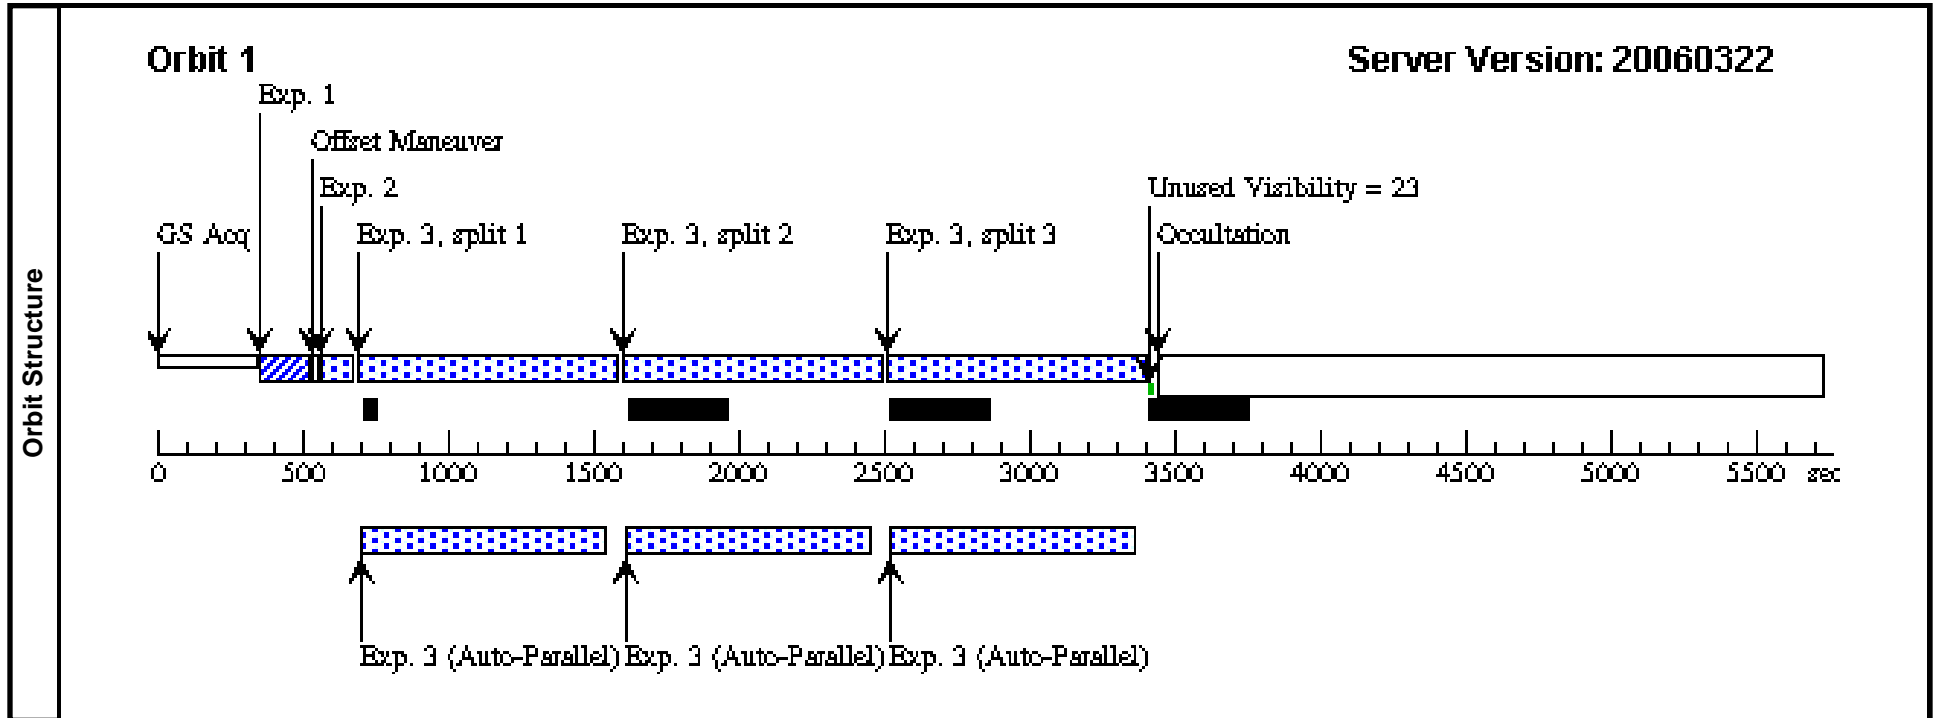 Orbit Structure
Orbit 1
Server Version: 20060322
Exp. 1
Offset Maneuver
Exp. 2
Unused Visibility = 23
GS Acq
Exp. 3, split 1
Exp. 3, split 2
Exp. 3, split 3
Occultation
0 500 1000 1500 2000 2500 3000 3500 4000 4500 5000 5500 sec
Exp. 3 (Auto-Parallel) Exp. 3 (Auto-Parallel) Exp. 3 (Auto-Parallel)